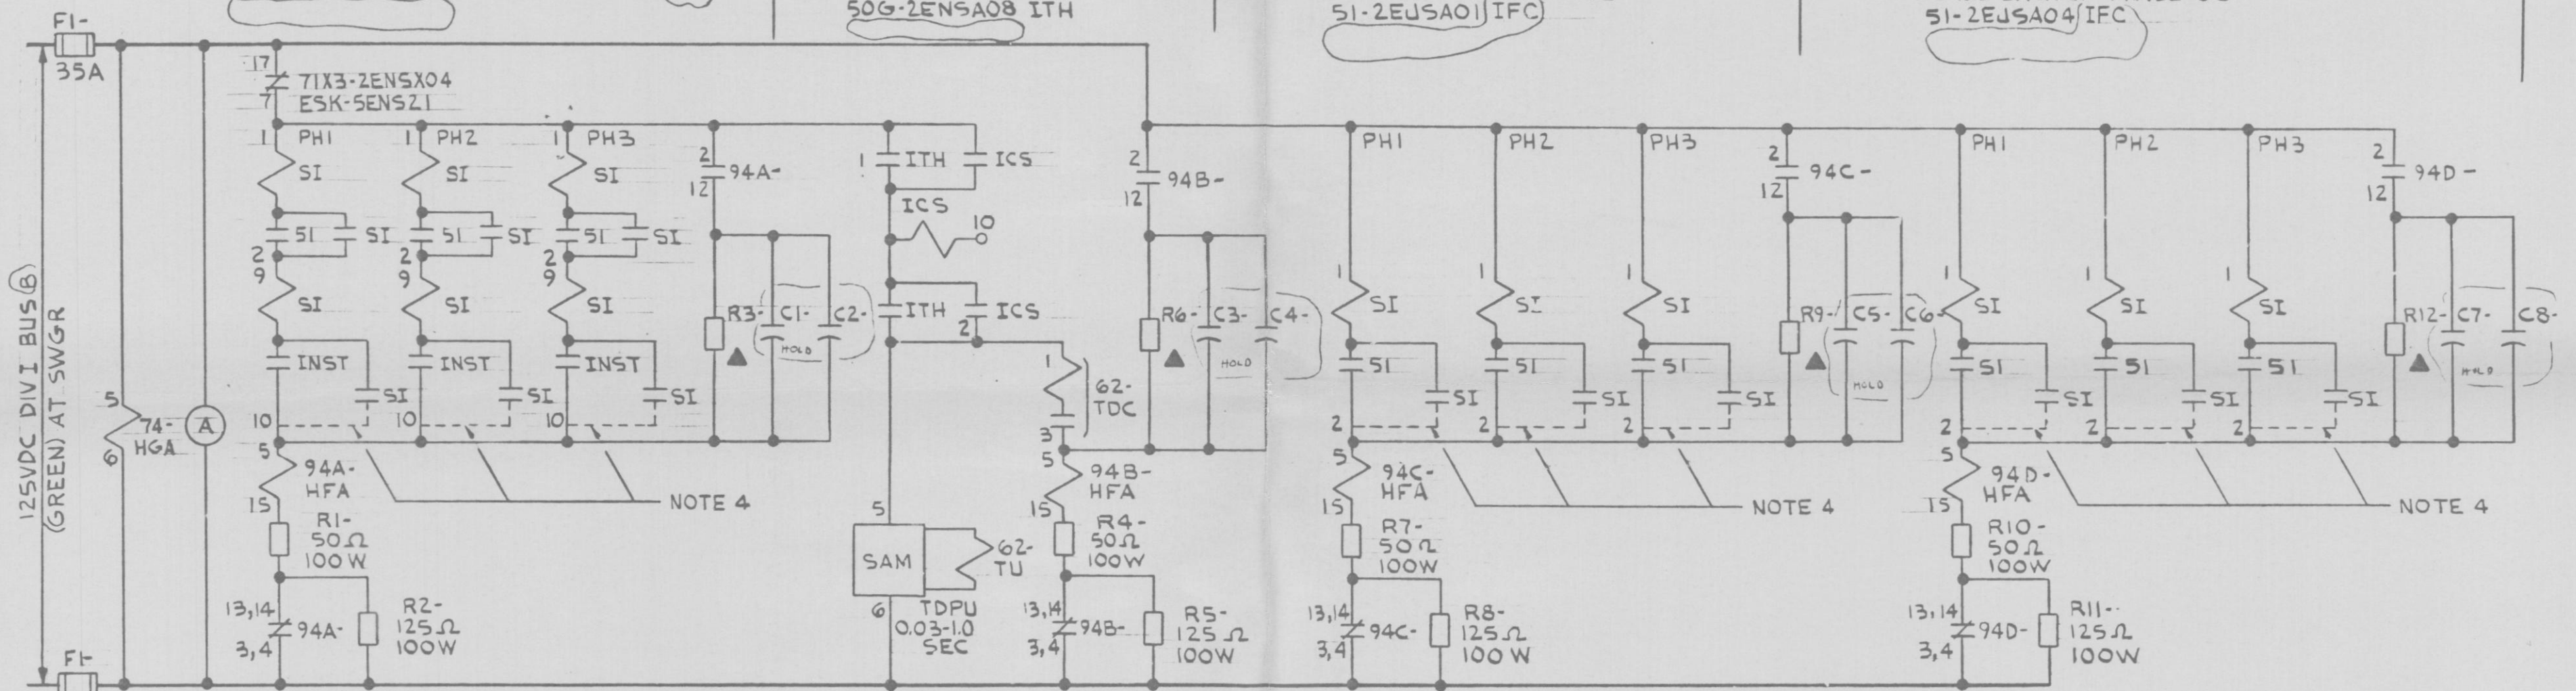 50G-2ENSA08 ITH
51-2EJSA01 IFC
51-2EJSA04 IFC
F1-
35A
125VDC DIV I BUS B
(GREEN) AT SWGR
5
74-
HGA
6
A
17
71X3-2ENSX04
7
ESK-5ENS21
1 PH1
SI
51 SI
2
9
SI
INST
SI
10
1 PH2
SI
51 SI
2
9
SI
INST
SI
10
1 PH3
SI
51 SI
2
9
SI
INST
SI
10
2
94A-
12
R3- C1- C2-
HOLD
5
94A-
HFA
15
NOTE 4
R1-
50Ω
100W
13,14
94A-
3,4
R2-
125Ω
100W
1 ITH ICS
ICS
10
ITH ICS
2
1
62-
TDC
3
5
SAM
6
62-
TU
TDPU
0.03-1.0
SEC
2
94B-
12
R6- C3- C4-
HOLD
5
94B-
HFA
15
R4-
50Ω
100W
13,14
94B-
3,4
R5-
125Ω
100W
PH1
1
SI
51
SI
2
PH2
1
SI
51
SI
2
PH3
1
SI
51
SI
2
2
94C-
12
R9- C5- C6-
HOLD
5
94C-
HFA
15
NOTE 4
R7-
50Ω
100W
13,14
94C-
3,4
R8-
125Ω
100W
PH1
1
SI
51
SI
2
PH2
1
SI
51
SI
2
PH3
1
SI
51
SI
2
2
94D-
12
R12- C7- C8-
HOLD
5
94D-
HFA
15
NOTE 4
R10-
50Ω
100W
13,14
94D-
3,4
R11-
125Ω
100W
F1-